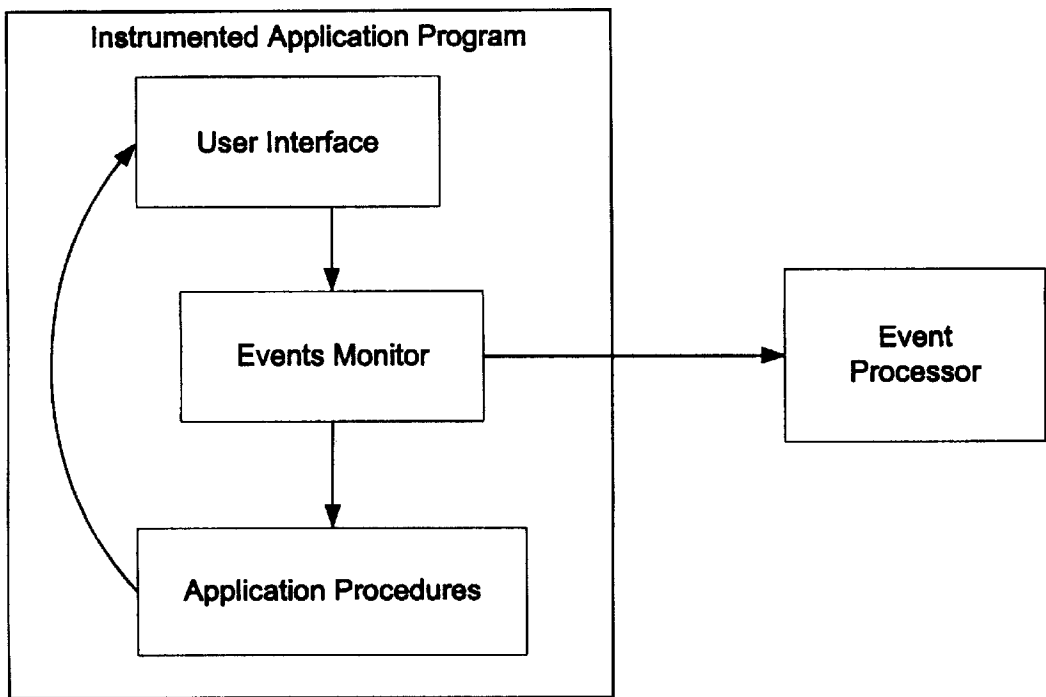 Instrumented Application Program
User Interface
Events Monitor
Event
Processor
Application Procedures